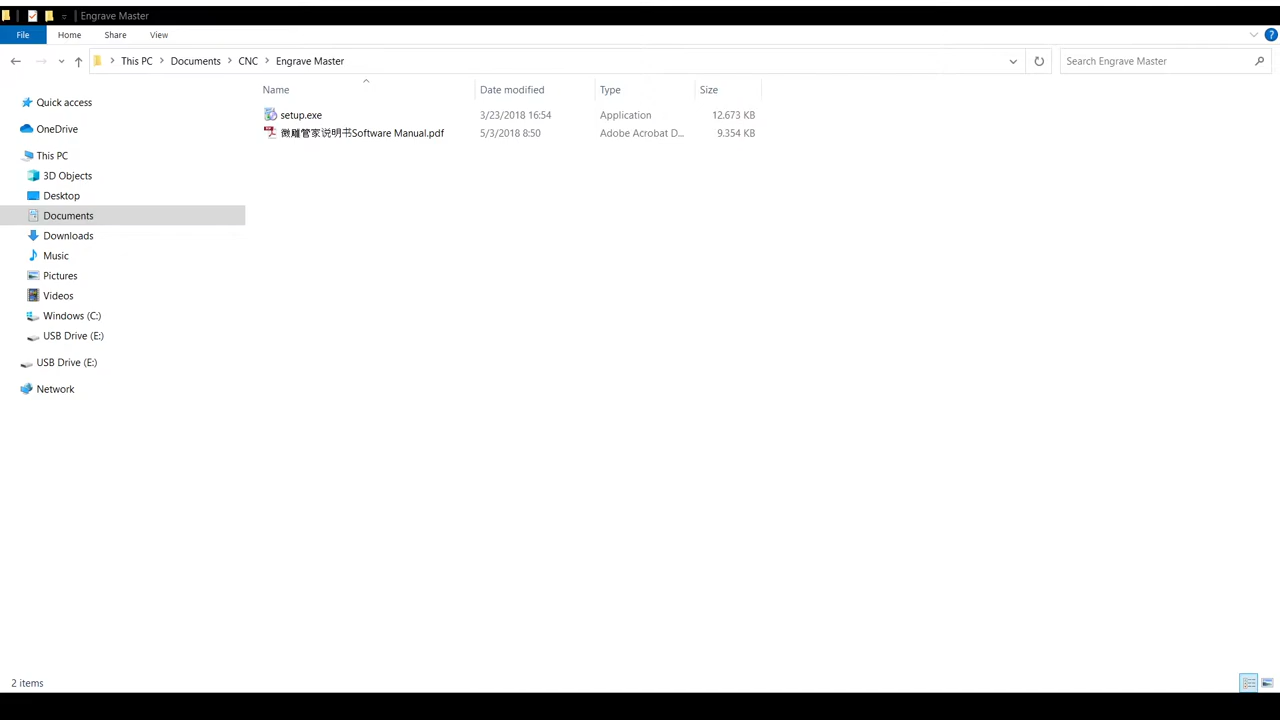 Engrave Master
File Home Share View
This PC Documents CNC Engrave Master Search Engrave Master
Name Date modified Type Size
Quick access
setup.exe 3/23/2018 16:54 Application 12.673 KB
微雕管家说明书Software Manual.pdf 5/3/2018 8:50 Adobe Acrobat D... 9.354 KB
OneDrive
This PC
3D Objects
Desktop
Documents
Downloads
Music
Pictures
Videos
Windows (C:)
USB Drive (E:)
USB Drive (E:)
Network
2 items